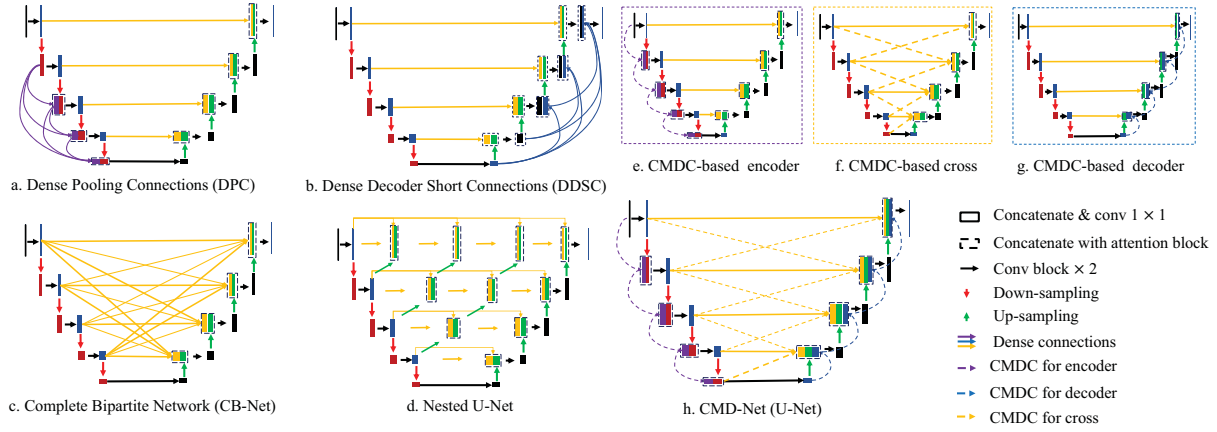 a. Dense Pooling Connections (DPC)
b. Dense Decoder Short Connections (DDSC)
e. CMDC-based encoder
f. CMDC-based cross
g. CMDC-based decoder
c. Complete Bipartite Network (CB-Net)
d. Nested U-Net
h. CMD-Net (U-Net)
Concatenate & conv 1 × 1
Concatenate with attention block
Conv block × 2
Down-sampling
Up-sampling
Dense connections
CMDC for encoder
CMDC for decoder
CMDC for cross